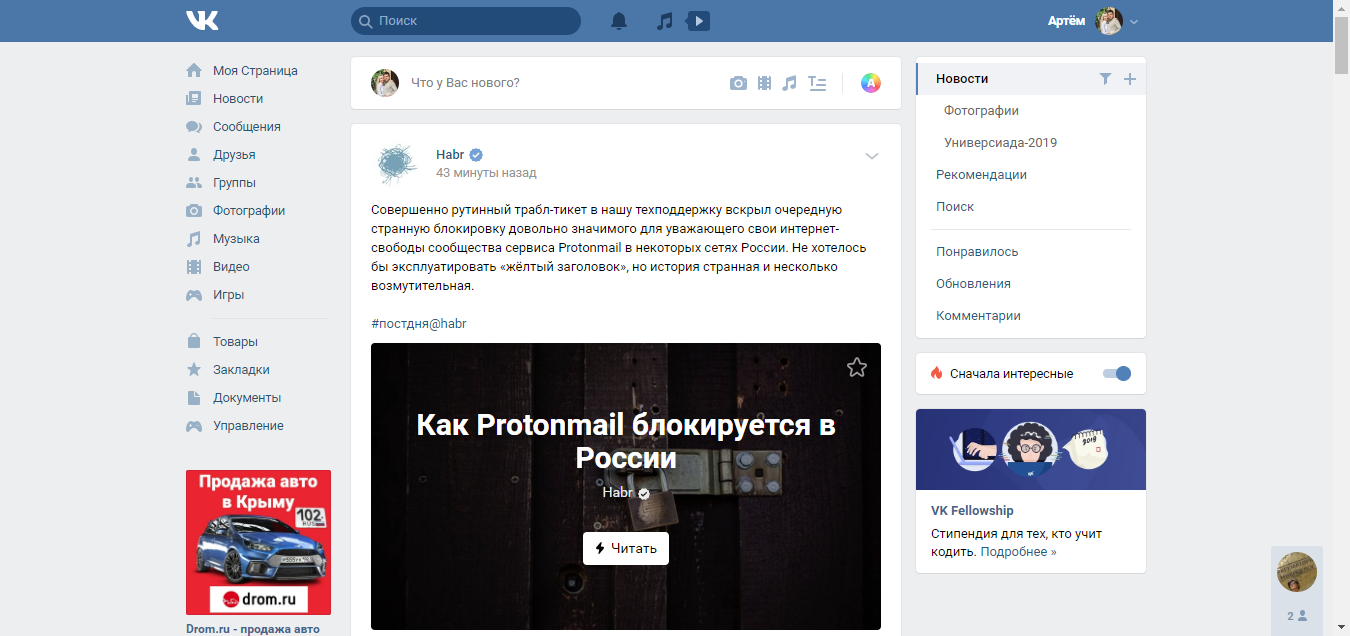 VK
Поиск
Артём
Моя Страница
Новости
Сообщения
Друзья
Группы
Фотографии
Музыка
Видео
Игры
Товары
Закладки
Документы
Управление
Продажа авто
в Крыму
102
RUS
drom.ru
Drom.ru - продажа авто
Что у Вас нового?
A
Habr
43 минуты назад
Совершенно рутинный трабл-тикет в нашу техподдержку вскрыл очередную
странную блокировку довольно значимого для уважающего свои интернет-
свободы сообщества сервиса Protonmail в некоторых сетях России. Не хотелось
бы эксплуатировать «жёлтый заголовок», но история странная и несколько
возмутительная.
#постдня@habr
Как Protonmail блокируется в
России
Habr
Читать
Новости
Фотографии
Универсиада-2019
Рекомендации
Поиск
Понравилось
Обновления
Комментарии
Сначала интересные
2019
VK Fellowship
Стипендия для тех, кто учит
кодить. Подробнее »
2